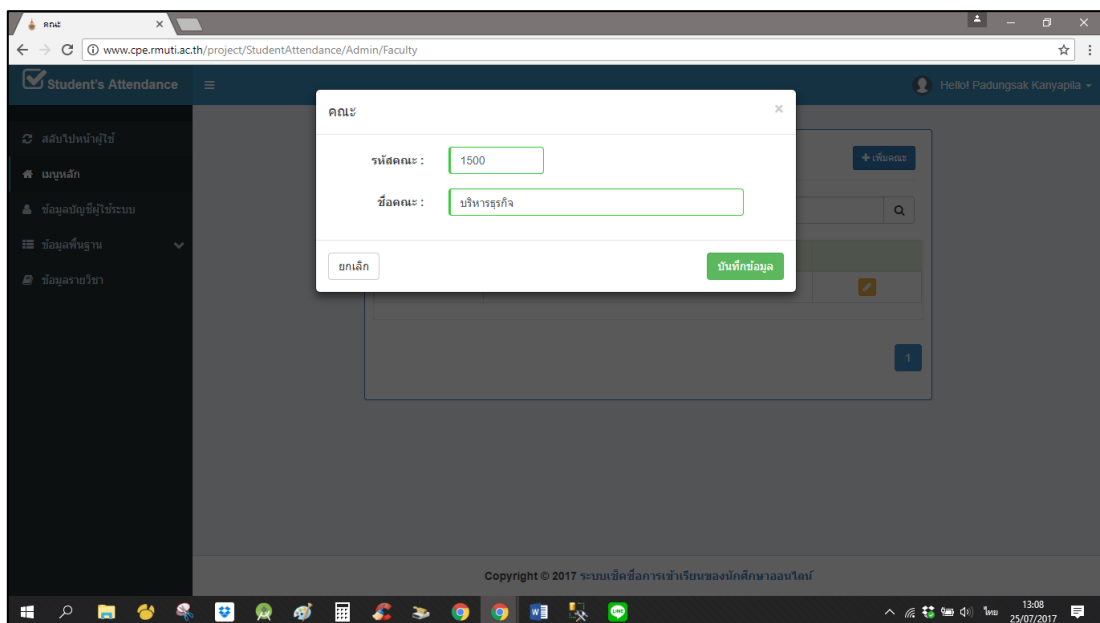 คณะ
www.cpe.rmuti.ac.th/project/StudentAttendance/Admin/Faculty
Student's Attendance
Hello! Padungsak Kanyapila
คณะ
×
สลับไปหน้าผู้ใช้
รหัสคณะ : 1500
+ เพิ่มคณะ
เมนูหลัก
ชื่อคณะ : บริหารธุรกิจ
ข้อมูลบัญชีผู้ใช้ระบบ
ข้อมูลพื้นฐาน
ยกเลิก
บันทึกข้อมูล
ข้อมูลรายวิชา
1
Copyright © 2017 ระบบเช็คชื่อการเข้าเรียนของนักศึกษาออนไลน์
W
LINE
ไทย
13:08
25/07/2017